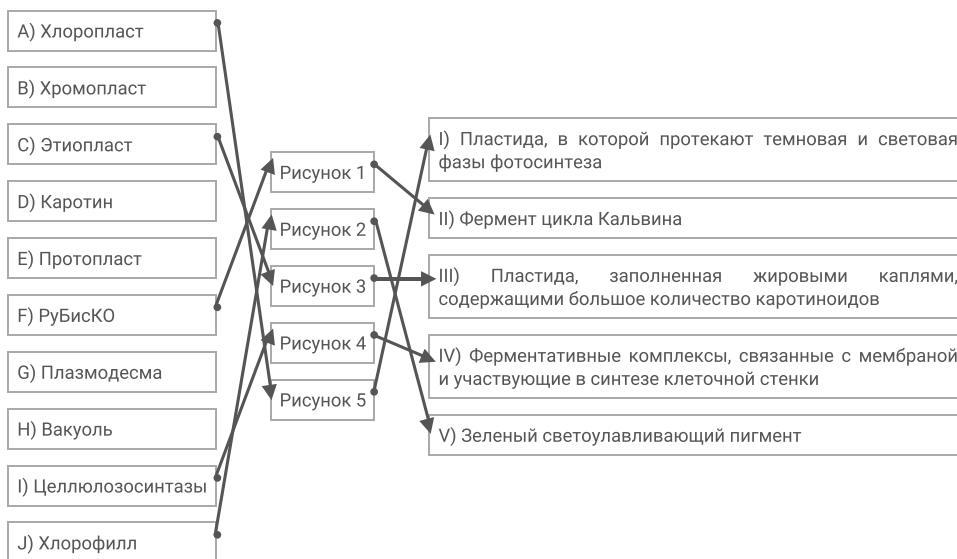 A) Хлоропласт
B) Хромопласт
C) Этиопласт
D) Каротин
E) Протопласт
F) РуБисКО
G) Плазмодесма
H) Вакуоль
I) Целлюлозосинтазы
J) Хлорофилл
Рисунок 1
Рисунок 2
Рисунок 3
Рисунок 4
Рисунок 5
I) Пластида, в которой протекают темновая и световая
фазы фотосинтеза
II) Фермент цикла Кальвина
III) Пластида, заполненная жировыми каплями,
содержащими большое количество каротиноидов
IV) Ферментативные комплексы, связанные с мембраной
и участвующие в синтезе клеточной стенки
V) Зеленый светоулавливающий пигмент